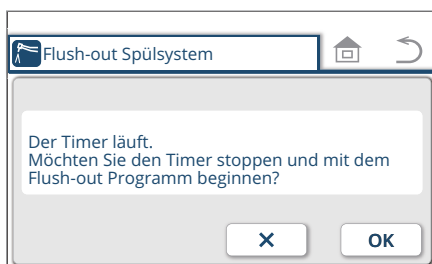 Flush-out Spülsystem
Der Timer läuft.
Möchten Sie den Timer stoppen und mit dem
Flush-out Programm beginnen?
OK